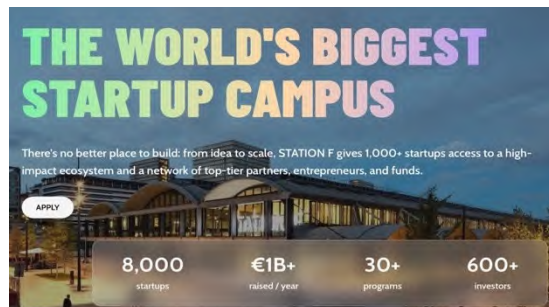 THE WORLD'S BIGGEST
STARTUP CAMPUS
There's no better place to build: from idea to scale, STATION F gives 1,000+ startups access to a high-
impact ecosystem and a network of top-tier partners, entrepreneurs, and funds.
APPLY
8,000 €1B+ 30+ 600+
startups raised / year programs investors